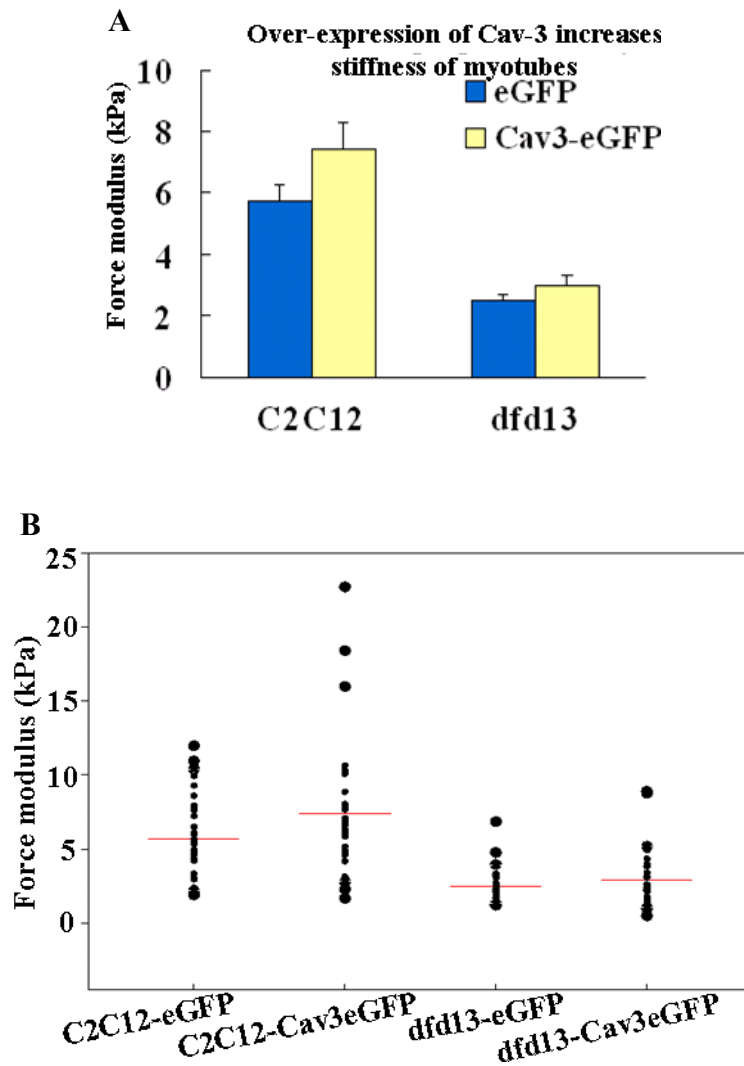 A
Over-expression of Cav-3 increases
stiffness of myotubes
eGFP
Cav3-eGFP
Force modulus (kPa)
10
8
6
4
2
0
C2C12
dfd13
B
Force modulus (kPa)
25
20
15
10
5
0
C2C12-eGFP
C2C12-Cav3eGFP
dfd13-eGFP
dfd13-Cav3eGFP